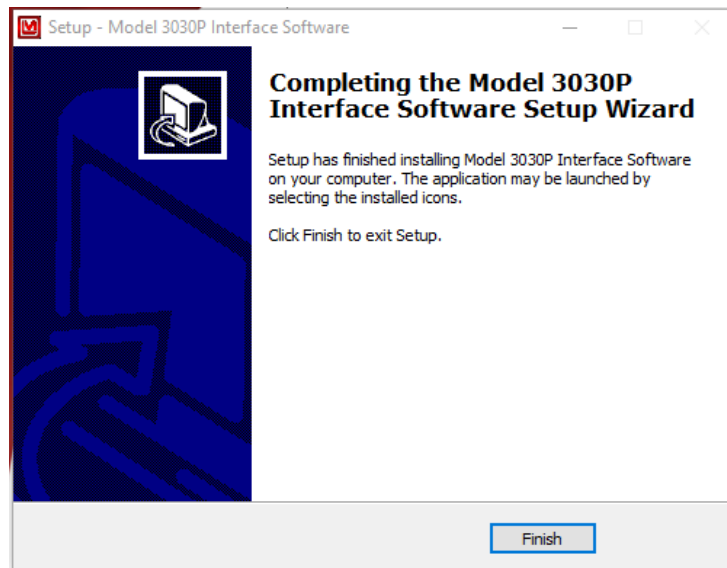 Setup - Model 3030P Interface Software
Completing the Model 3030P
Interface Software Setup Wizard
Setup has finished installing Model 3030P Interface Software
on your computer. The application may be launched by
selecting the installed icons.
Click Finish to exit Setup.
Finish